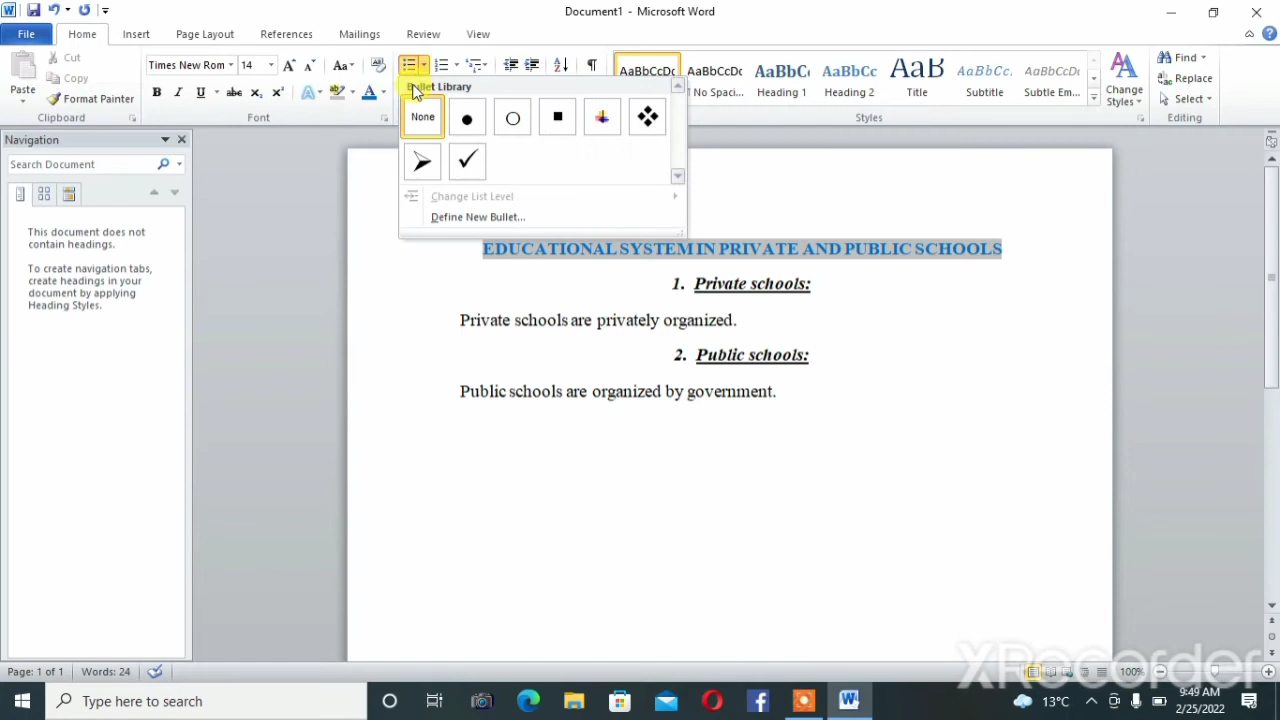 Document1 - Microsoft Word
File Home Insert Page Layout References Mailings Review View
Paste
Cut
Copy
Format Painter
Clipboard
Times New Rom 14
Font
AaBbCcDc AaBbCcDc AaBbC AaBbCc AaB AaBbCc. AaBbCcDc
1 No Spac... Heading 1 Heading 2 Title Subtitle Subtle Em...
Change
Styles
Styles
Find
Replace
Select
Editing
Bullet Library
None
Change List Level
Define New Bullet...
Navigation
Search Document
This document does not
contain headings.
To create navigation tabs,
create headings in your
document by applying
Heading Styles.
EDUCATIONAL SYSTEM IN PRIVATE AND PUBLIC SCHOOLS
1. Private schools:
Private schools are privately organized.
2. Public schools:
Public schools are organized by government.
XRecorder
Page: 1 of 1 Words: 24
100%
Type here to search
13°C
9:49 AM
2/25/2022